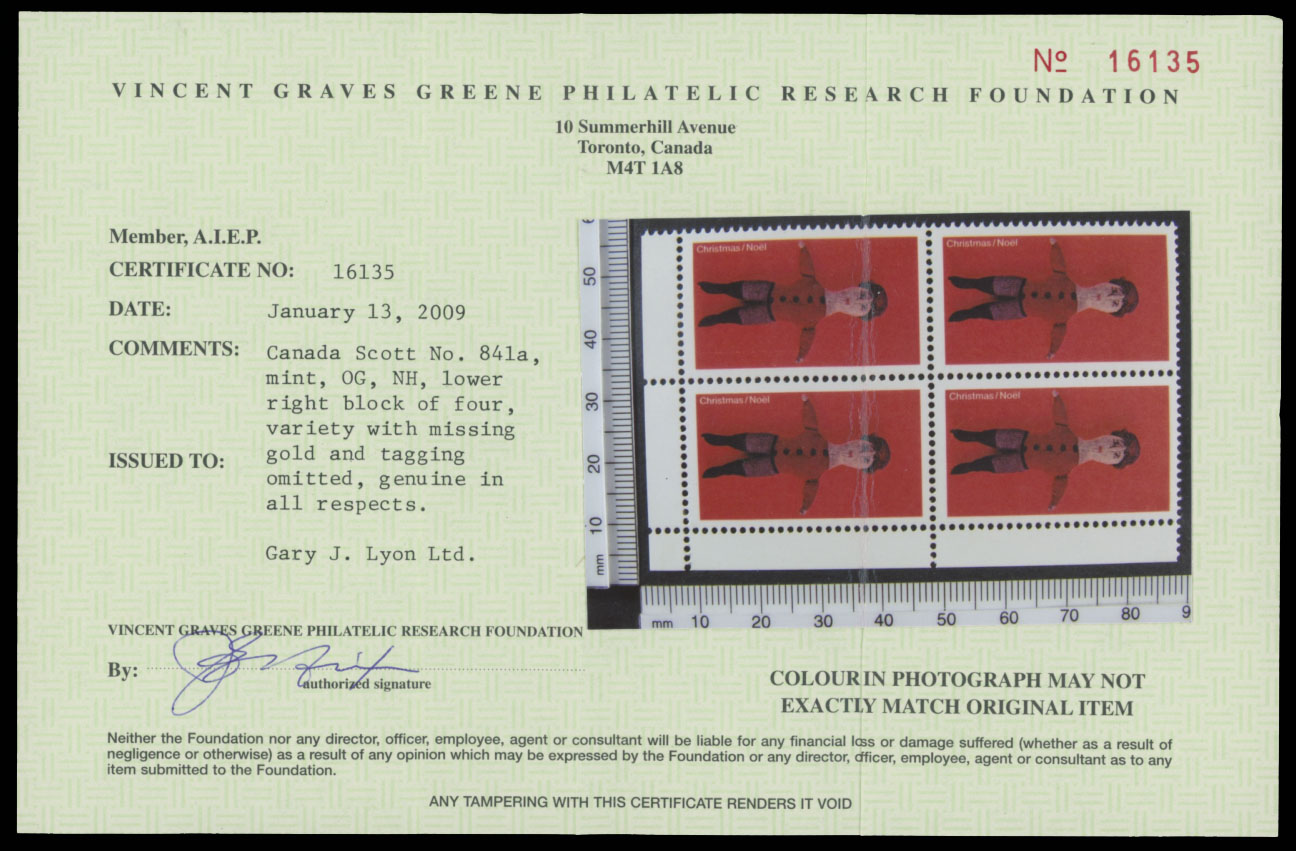 Nº 16135
VINCENT GRAVES GREENE PHILATELIC RESEARCH FOUNDATION
10 Summerhill Avenue
Toronto, Canada
M4T 1A8
Member, A.I.E.P.
CERTIFICATE NO: 16135
DATE: January 13, 2009
COMMENTS: Canada Scott No. 841a,
mint, OG, NH, lower
right block of four,
variety with missing
ISSUED TO: gold and tagging
omitted, genuine in
all respects.
Gary J. Lyon Ltd.
Christmas/Noël
Christmas/Noël
Christmas/Noël
Christmas/Noël
6
50
40
30
20
10
mm
mm 10 20 30 40 50 60 70 80 9
VINCENT GRAVES GREENE PHILATELIC RESEARCH FOUNDATION
By:
authorized signature
COLOUR IN PHOTOGRAPH MAY NOT
EXACTLY MATCH ORIGINAL ITEM
Neither the Foundation nor any director, officer, employee, agent or consultant will be liable for any financial loss or damage suffered (whether as a result of
negligence or otherwise) as a result of any opinion which may be expressed by the Foundation or any director, officer, employee, agent or consultant as to any
item submitted to the Foundation.
ANY TAMPERING WITH THIS CERTIFICATE RENDERS IT VOID